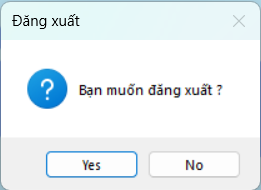 Đăng xuất
Bạn muốn đăng xuất ?
Yes
No